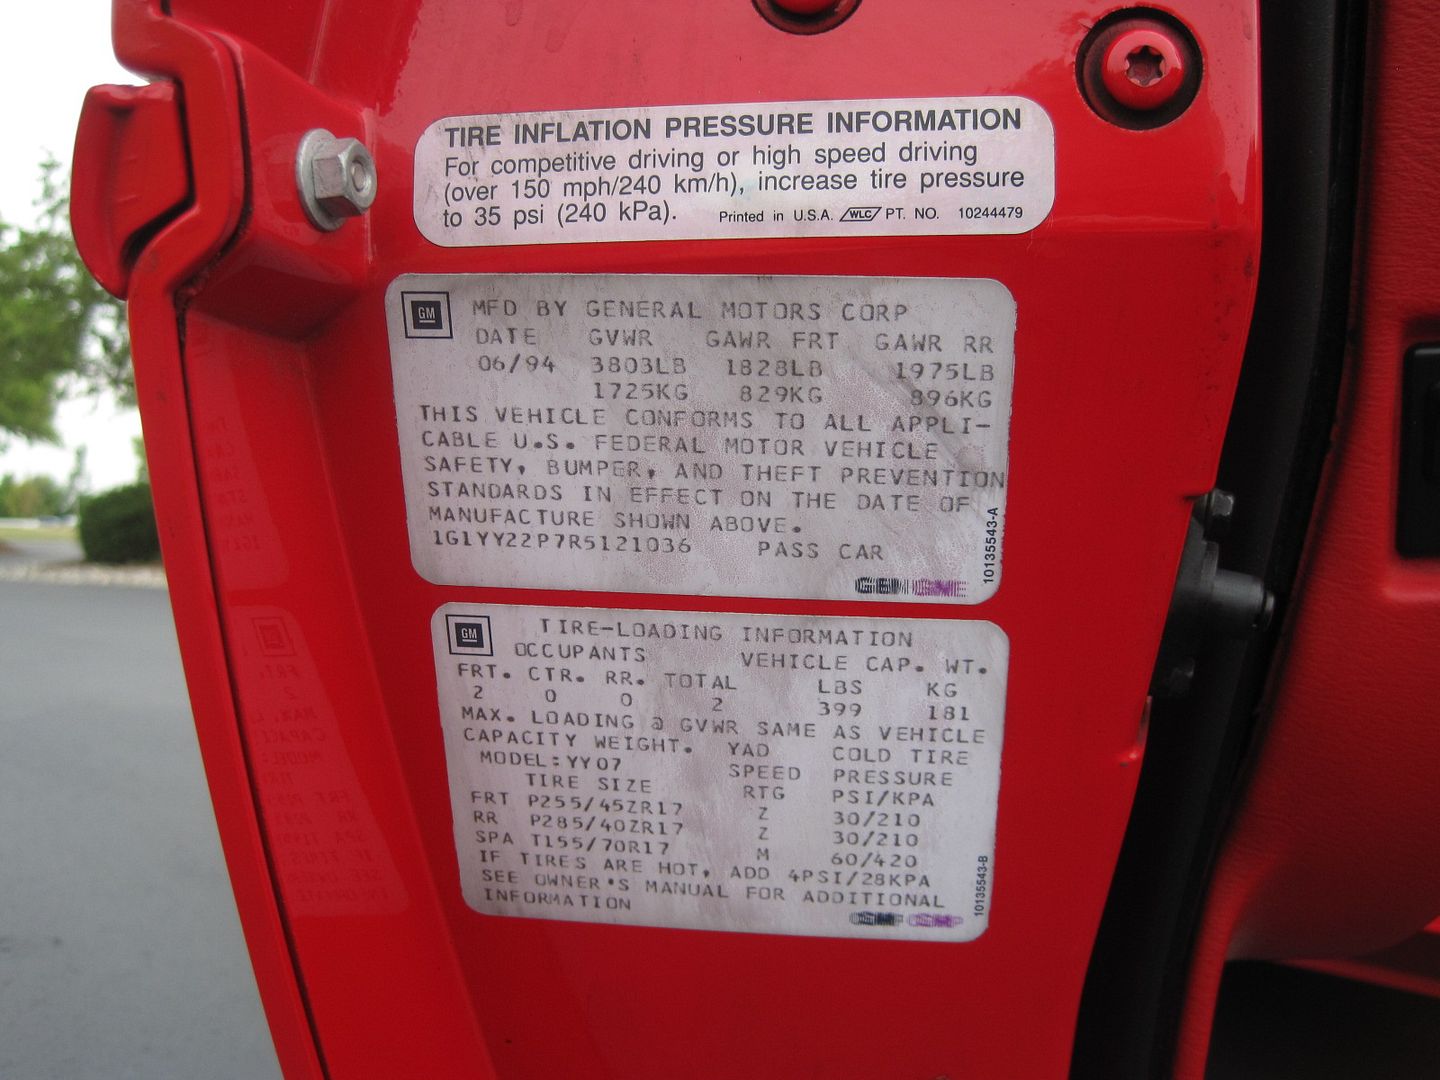 TIRE INFLATION PRESSURE INFORMATION
For competitive driving or high speed driving
(over 150 mph/240 km/h), increase tire pressure
to 35 psi (240 kPa). Printed in U.S.A. WLC PT. NO. 10244479
GM MFD BY GENERAL MOTORS CORP
DATE GVWR GAWR FRT GAWR RR
06/94 3803LB 1828LB 1975LB
1725KG 829KG 896KG
THIS VEHICLE CONFORMS TO ALL APPLI-
CABLE U.S. FEDERAL MOTOR VEHICLE
SAFETY, BUMPER, AND THEFT PREVENTION
STANDARDS IN EFFECT ON THE DATE OF
MANUFACTURE SHOWN ABOVE.
1G1YY22P7R5121036 PASS CAR
10135543-A
GM TIRE-LOADING INFORMATION
OCCUPANTS VEHICLE CAP. WT.
FRT. CTR. RR. TOTAL LBS KG
2 0 0 2 399 181
MAX. LOADING @ GVWR SAME AS VEHICLE
CAPACITY WEIGHT. YAD COLD TIRE
MODEL:YY07 SPEED PRESSURE
TIRE SIZE RTG PSI/KPA
FRT P255/45ZR17 Z 30/210
RR P285/40ZR17 Z 30/210
SPA T155/70R17 M 60/420
IF TIRES ARE HOT, ADD 4PSI/28KPA
SEE OWNER'S MANUAL FOR ADDITIONAL
INFORMATION
10135543-B